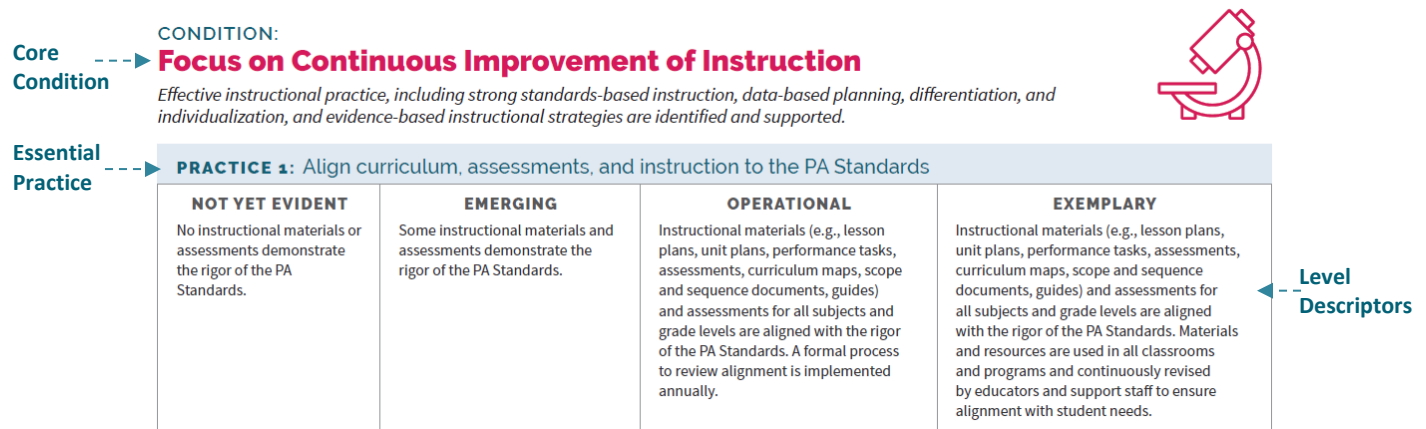 CONDITION:
Core
Condition
Focus on Continuous Improvement of Instruction
Effective instructional practice, including strong standards-based instruction, data-based planning, differentiation, and
individualization, and evidence-based instructional strategies are identified and supported.
Essential
Practice
PRACTICE 1: Align curriculum, assessments, and instruction to the PA Standards
NOT YET EVIDENT
No instructional materials or
assessments demonstrate
the rigor of the PA
Standards.
EMERGING
Some instructional materials and
assessments demonstrate the
rigor of the PA Standards.
OPERATIONAL
Instructional materials (e.g., lesson
plans, unit plans, performance tasks,
assessments, curriculum maps, scope
and sequence documents, guides)
and assessments for all subjects and
grade levels are aligned with the rigor
of the PA Standards. A formal process
to review alignment is implemented
annually.
EXEMPLARY
Instructional materials (e.g., lesson plans,
unit plans, performance tasks, assessments,
curriculum maps, scope and sequence
documents, guides) and assessments for
all subjects and grade levels are aligned
with the rigor of the PA Standards. Materials
and resources are used in all classrooms
and programs and continuously revised
by educators and support staff to ensure
alignment with student needs.
Level
Descriptors